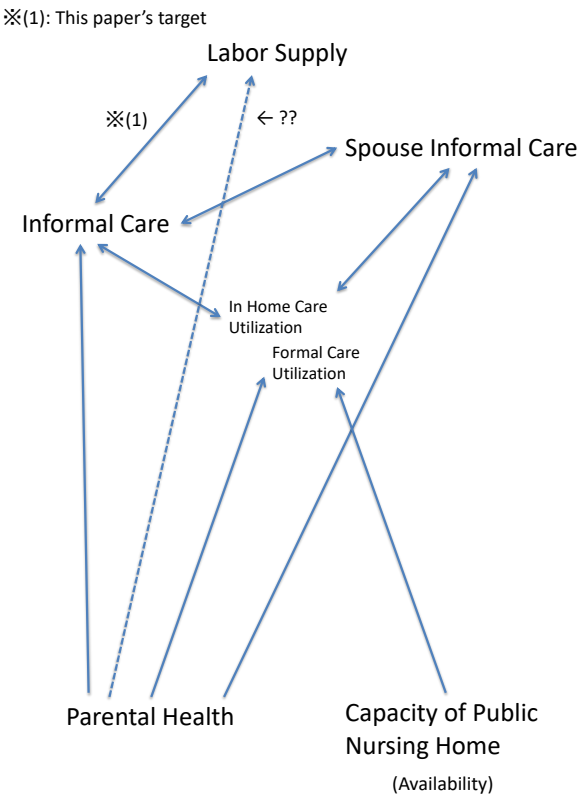 ※(1): This paper’s target
Labor Supply
※(1)
← ??
Spouse Informal Care
Informal Care
In Home Care
Utilization
Formal Care
Utilization
Parental Health
Capacity of Public
Nursing Home
(Availability)